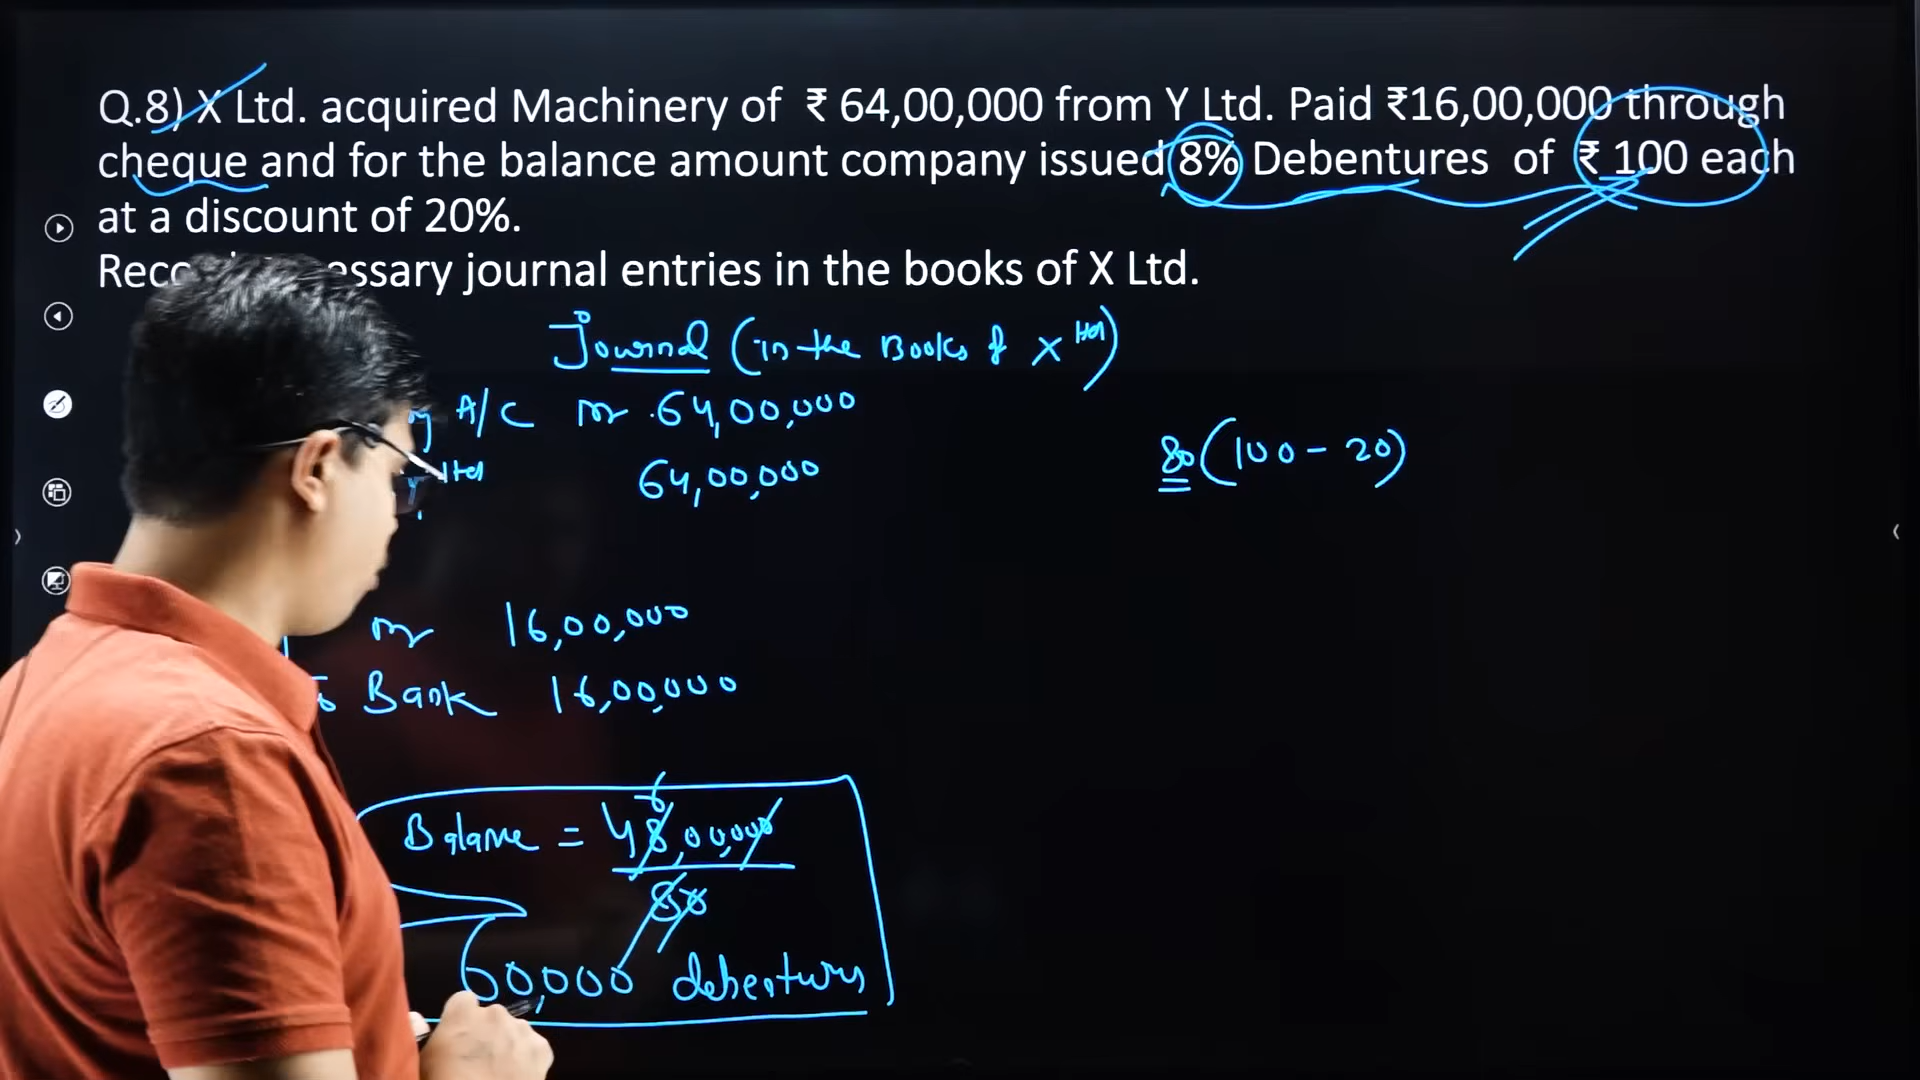 Q.8) X Ltd. acquired Machinery of ₹ 64,00,000 from Y Ltd. Paid ₹16,00,000 through
cheque and for the balance amount company issued 8% Debentures of ₹ 100 each
at a discount of 20%.
journal entries in the books of X Ltd.
Journal (in the Books of X Ltd)
A/C Dr 64,00,000
64,00,000
80 (100 - 20)
Dr 16,00,000
To Bank 16,00,000
Balance = 48,00,000
6
80
60,000 debentures